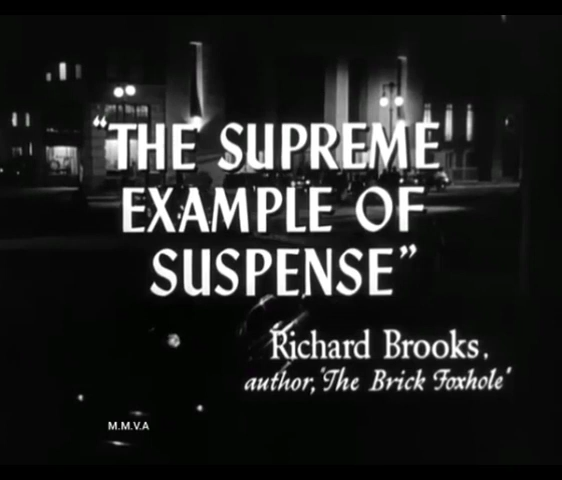 "THE SUPREME
EXAMPLE OF
SUSPENSE"
Richard Brooks,
author, "The Brick Foxhole"
M.M.V.A